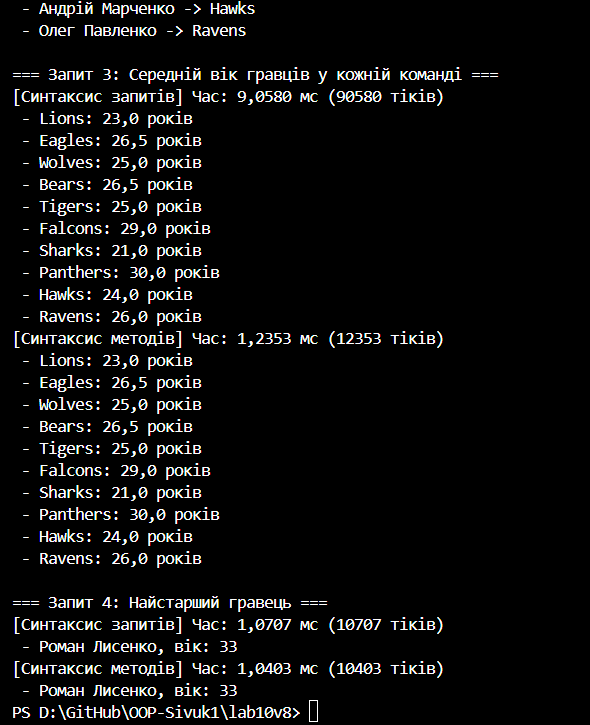 - Андрій Марченко -> Hawks
- Олег Павленко -> Ravens
=== Запит 3: Середній вік гравців у кожній команді ===
[Синтаксис запитів] Час: 9,0580 мс (90580 тіків)
- Lions: 23,0 років
- Eagles: 26,5 років
- Wolves: 25,0 років
- Bears: 26,5 років
- Tigers: 25,0 років
- Falcons: 29,0 років
- Sharks: 21,0 років
- Panthers: 30,0 років
- Hawks: 24,0 років
- Ravens: 26,0 років
[Синтаксис методів] Час: 1,2353 мс (12353 тіків)
- Lions: 23,0 років
- Eagles: 26,5 років
- Wolves: 25,0 років
- Bears: 26,5 років
- Tigers: 25,0 років
- Falcons: 29,0 років
- Sharks: 21,0 років
- Panthers: 30,0 років
- Hawks: 24,0 років
- Ravens: 26,0 років
=== Запит 4: Найстарший гравець ===
[Синтаксис запитів] Час: 1,0707 мс (10707 тіків)
- Роман Лисенко, вік: 33
[Синтаксис методів] Час: 1,0403 мс (10403 тіків)
- Роман Лисенко, вік: 33
PS D:\GitHub\OOP-Sivuk1\lab10v8>